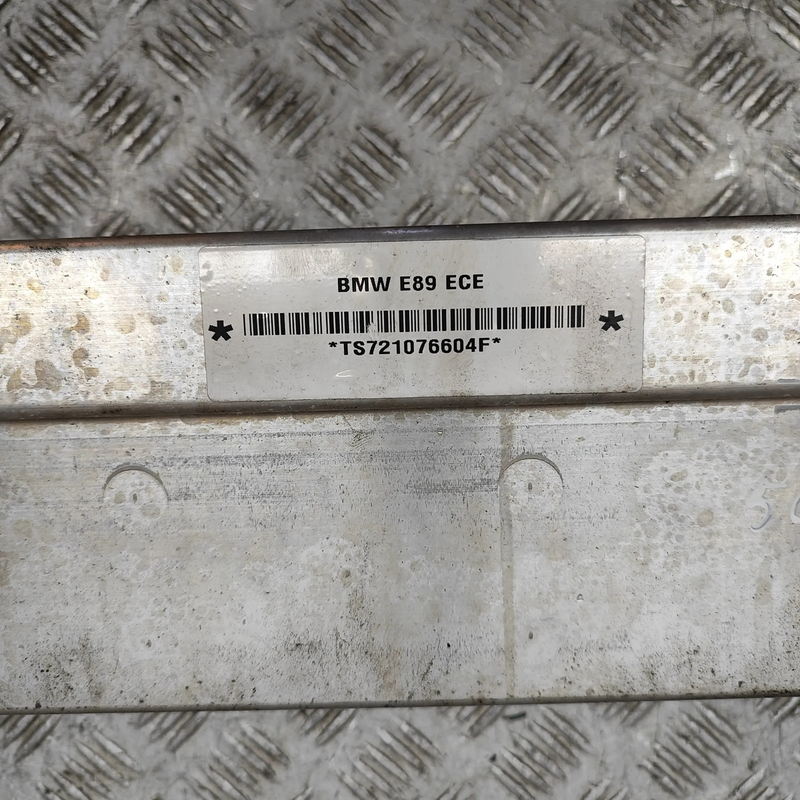 BMW E89 ECE
* *
*TS721076604F*